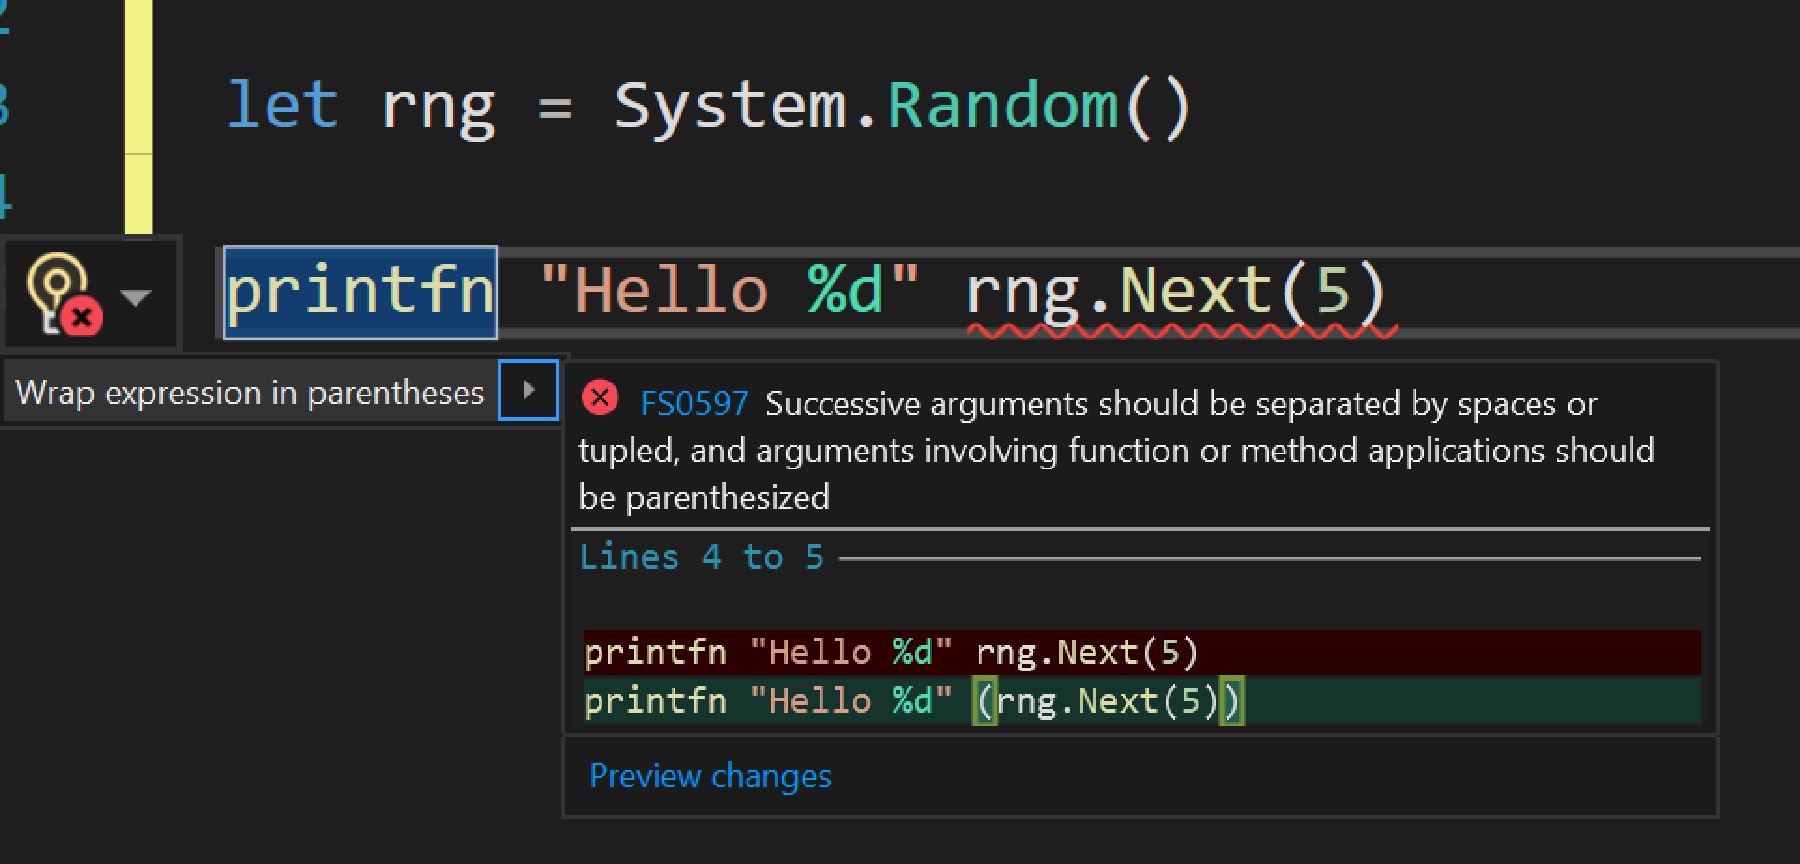 2
3
let rng = System.Random()
4
printfn "Hello %d" rng.Next(5)
Wrap expression in parentheses
FS0597 Successive arguments should be separated by spaces or
tupled, and arguments involving function or method applications should
be parenthesized
Lines 4 to 5
printfn "Hello %d" rng.Next(5)
printfn "Hello %d" (rng.Next(5))
Preview changes